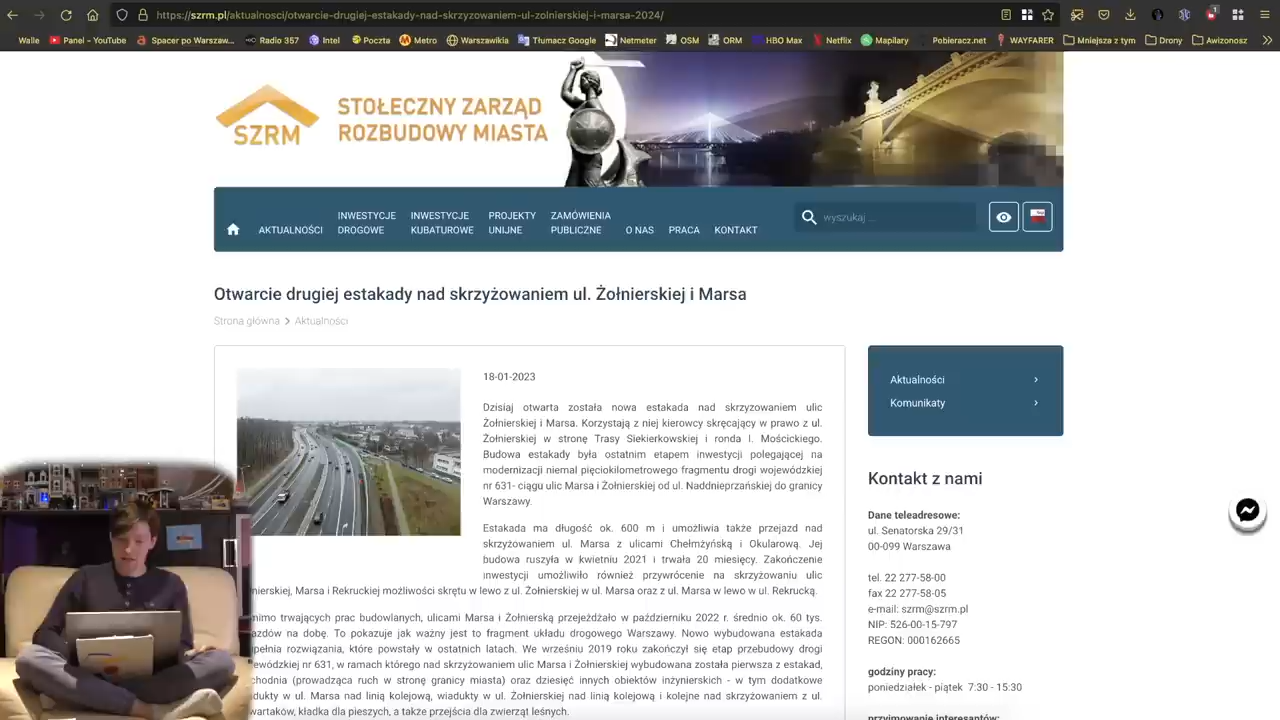 https://szrm.pl/aktualnosci/otwarcie-drugiej-estakady-nad-skrzyzowaniem-ul-zolnierskiej-i-marsa-2024/
Walle Panel – YouTube Spacer po Warszaw... Radio 357 Intel Poczta Metro Warszawikia Tłumacz Google Netmeter OSM ORM HBO Max Netflix Mapilary Pobieracz.net WAYFARER Mniejsza z tym Drony Awizonosz
SZRM
STOŁECZNY ZARZĄD
ROZBUDOWY MIASTA
AKTUALNOŚCI
INWESTYCJE
DROGOWE
INWESTYCJE
KUBATUROWE
PROJEKTY
UNIJNE
ZAMÓWIENIA
PUBLICZNE
O NAS
PRACA
KONTAKT
wyszukaj ...
Otwarcie drugiej estakady nad skrzyżowaniem ul. Żołnierskiej i Marsa
Strona główna > Aktualności
18-01-2023
Dzisiaj otwarta została nowa estakada nad skrzyzowaniem ulic
Żołnierskiej i Marsa. Korzystają z niej kierowcy skręcający w prawo z ul.
Żołnierskiej w stronę Trasy Siekierkowskiej i ronda I. Mościckiego.
Budowa estakady była ostatnim etapem inwestycji polegającej na
modernizacji niemal pięciokilometrowego fragmentu drogi wojewódzkiej
nr 631- ciągu ulic Marsa i Żołnierskiej od ul. Naddnieprzańskiej do granicy
Warszawy.
Estakada ma długość ok. 600 m i umożliwia także przejazd nad
skrzyżowaniem ul. Marsa z ulicami Chełmżyńską i Okularową. Jej
budowa ruszyła w kwietniu 2021 i trwała 20 miesięcy. Zakończenie
inwestycji umożliwiło również przywrócenie na skrzyżowaniu ulic
nierskiej, Marsa i Rekruckiej możliwości skrętu w lewo z ul. Żołnierskiej w ul. Marsa oraz z ul. Marsa w lewo w ul. Rekrucką.
mimo trwających prac budowlanych, ulicami Marsa i Żołnierską przejeżdżało w październiku 2022 r. średnio ok. 60 tys.
azdów na dobę. To pokazuje jak ważny jest to fragment układu drogowego Warszawy. Nowo wybudowana estakada
upełnia rozwiązania, które powstały w ostatnich latach. We wrześniu 2019 roku zakończył się etap przebudowy drogi
ewódzkiej nr 631, w ramach którego nad skrzyżowaniem ulic Marsa i Żołnierskiej wybudowana została pierwsza z estakad,
chodnia (prowadząca ruch w stronę granicy miasta) oraz dziesięć innych obiektów inżynierskich - w tym dodatkowe
dukty w ul. Marsa nad linią kolejową, wiadukty w ul. Żołnierskiej nad linią kolejową i kolejne nad skrzyżowaniem z ul.
wartaków, kładka dla pieszych, a także przejścia dla zwierząt leśnych.
Aktualności
Komunikaty
Kontakt z nami
Dane teleadresowe:
ul. Senatorska 29/31
00-099 Warszawa
tel. 22 277-58-00
fax 22 277-58-05
e-mail: szrm@szrm.pl
NIP: 526-00-15-797
REGON: 000162665
godziny pracy:
poniedziałek - piątek 7:30 - 15:30
przyjmowanie interesantów: